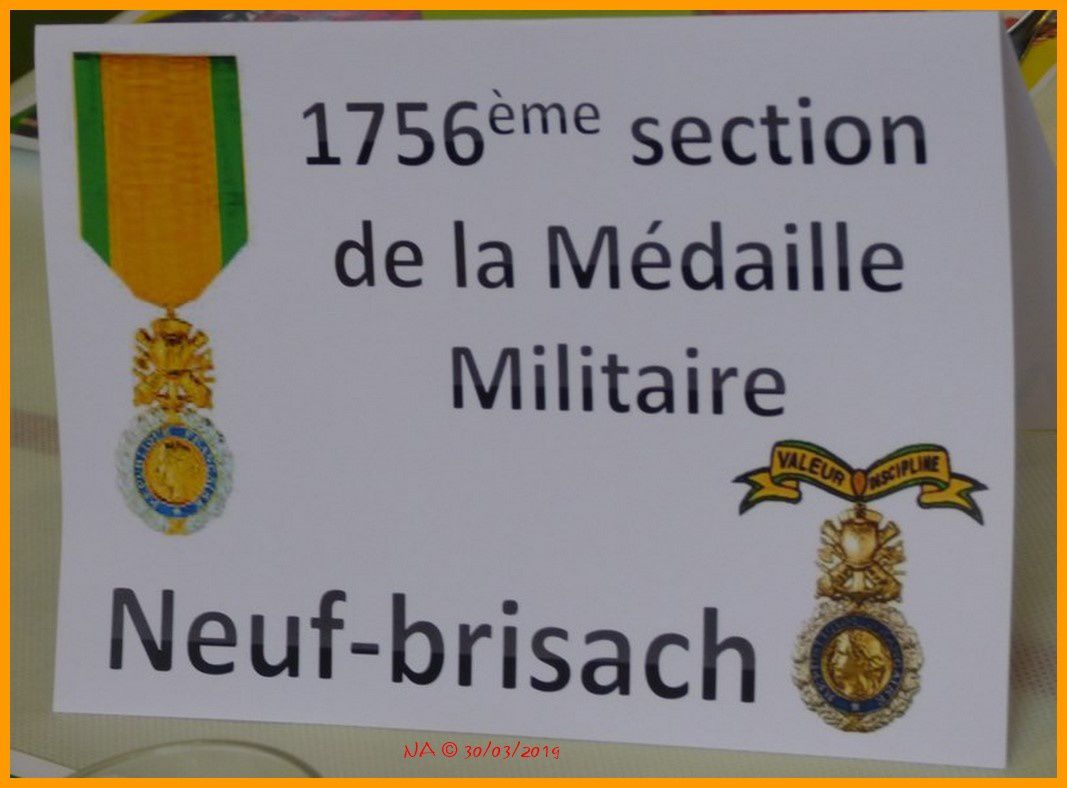 1756ème section
de la Médaille
Militaire
VALEUR DISCIPLINE
Neuf-brisach
NA © 30/03/2019